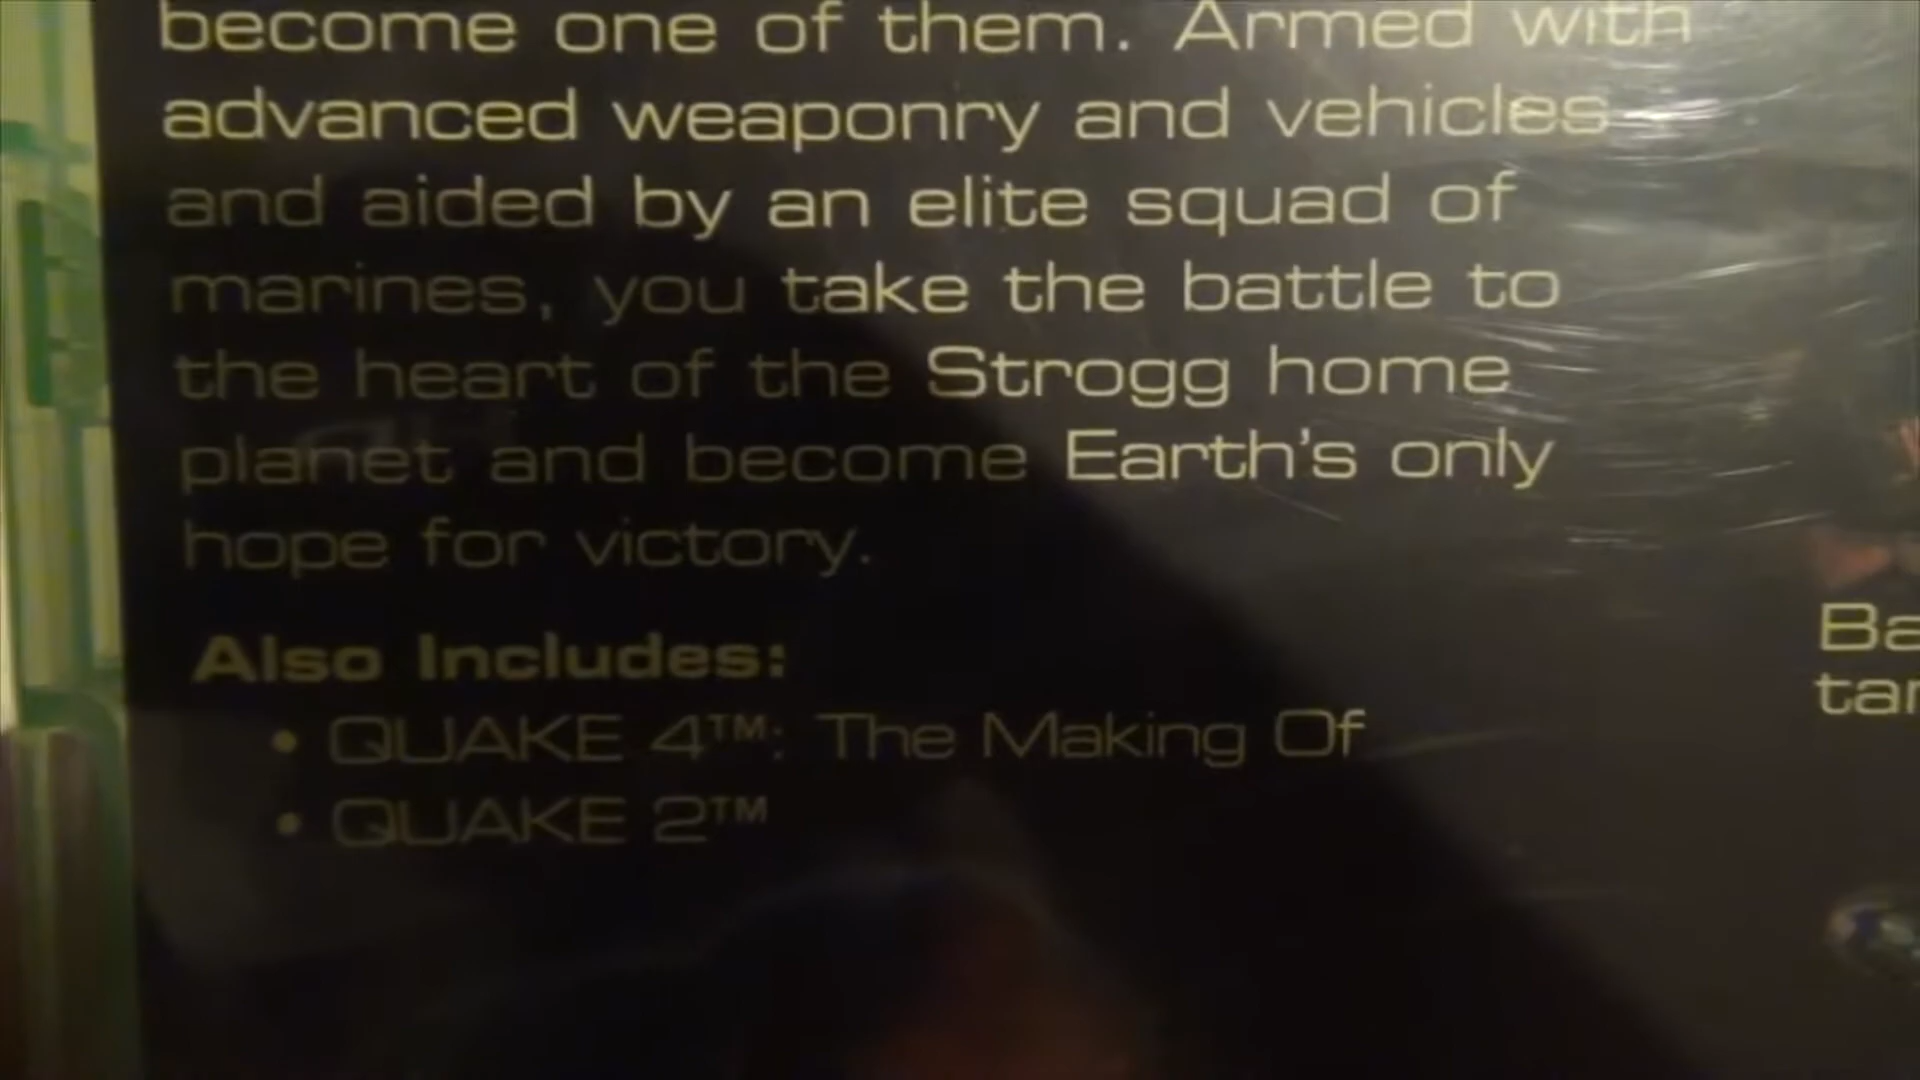 become one of them. Armed with
advanced weaponry and vehicles
and aided by an elite squad of
marines, you take the battle to
the heart of the Strogg home
planet and become Earth's only
hope for victory.
Also Includes:
• QUAKE 4™: The Making Of
• QUAKE 2™